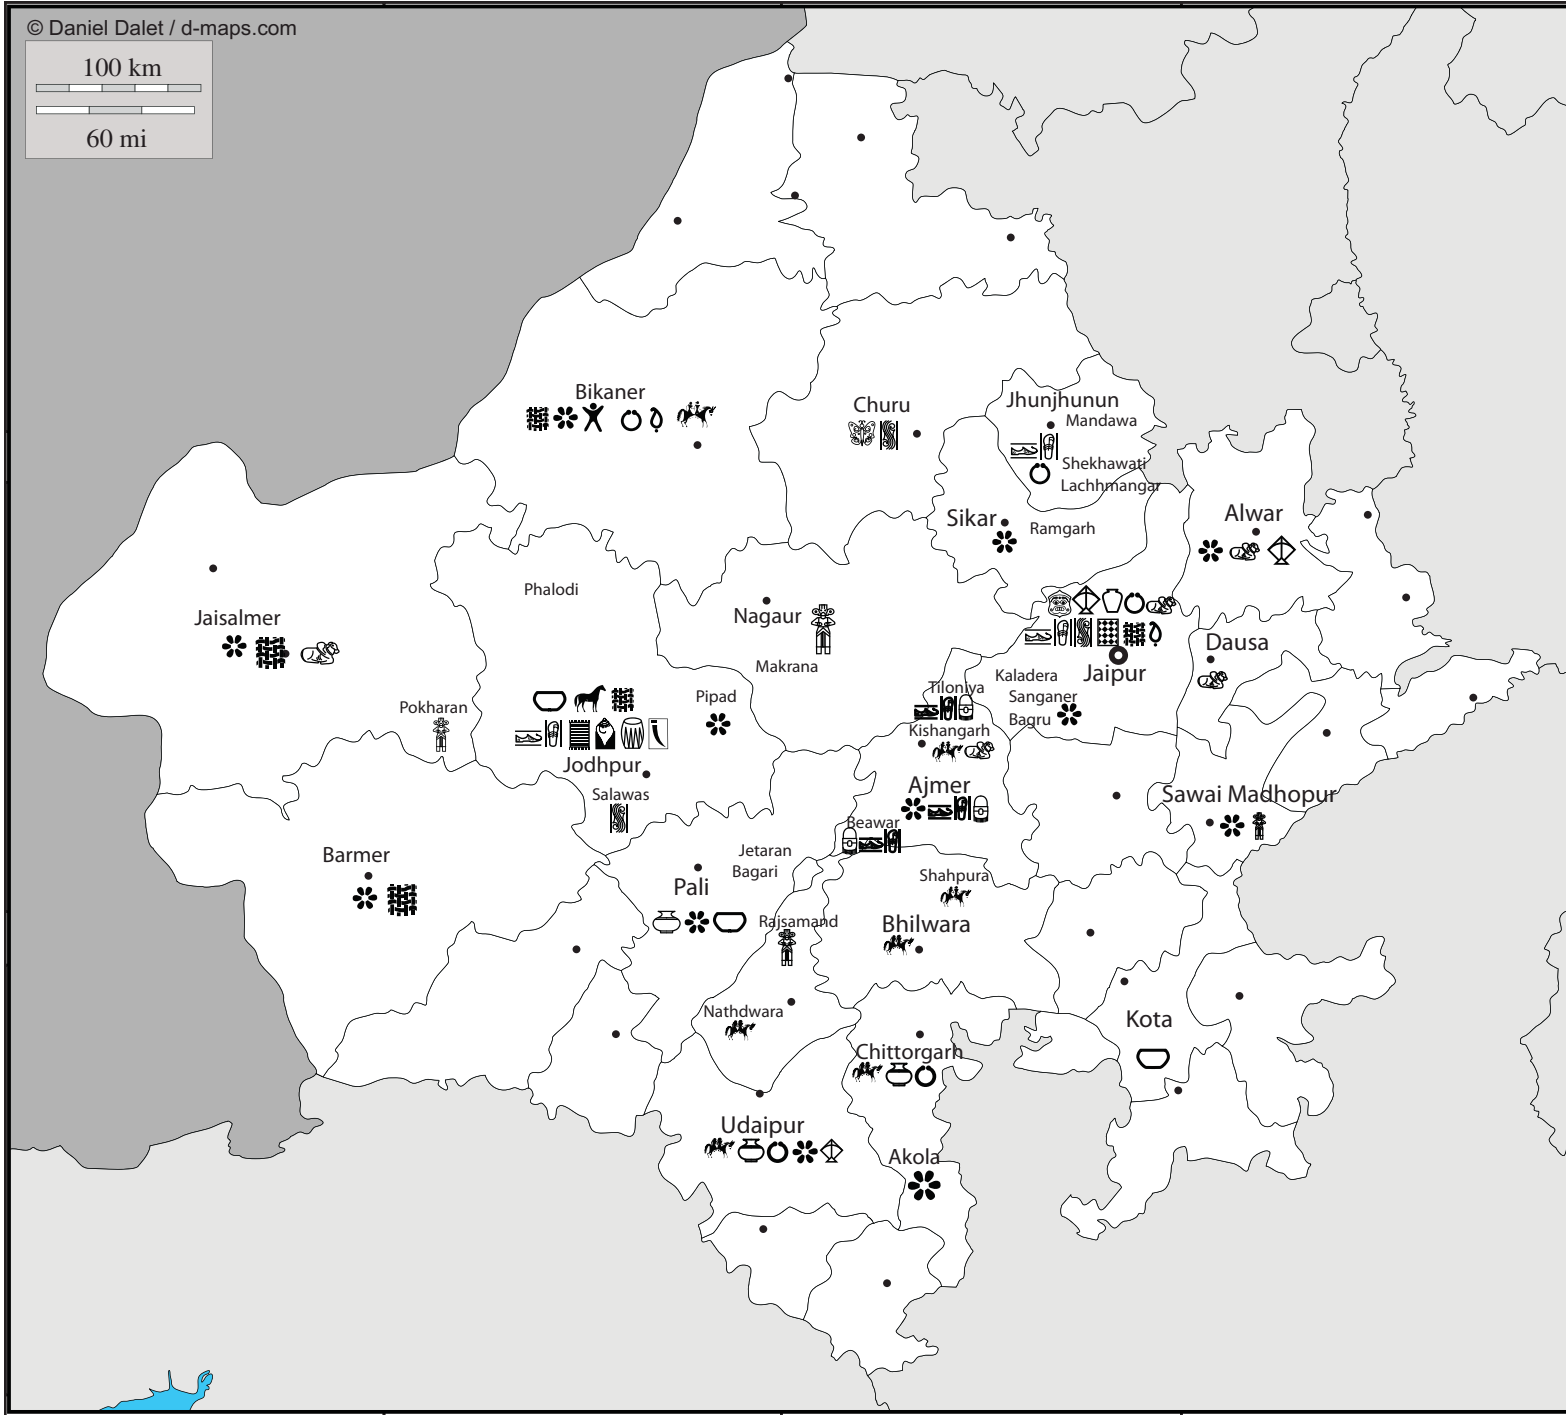 © Daniel Dalet / d-maps.com
100 km
60 mi
Bikaner
Churu
Jhunjhunun
Mandawa
Shekhawati
Lachhmangar
Sikar
Ramgarh
Alwar
Phalodi
Jaisalmer
Nagaur
Makrana
Dausa
Jaipur
Kaladera
Sanganer
Bagru
Tiloniya
Kishangarh
Pokharan
Pipad
Jodhpur
Salawas
Ajmer
Sawai Madhopur
Beawar
Barmer
Jetaran
Bagari
Pali
Shahpura
Rajsamand
Bhilwara
Nathdwara
Kota
Chittorgarh
Udaipur
Akola